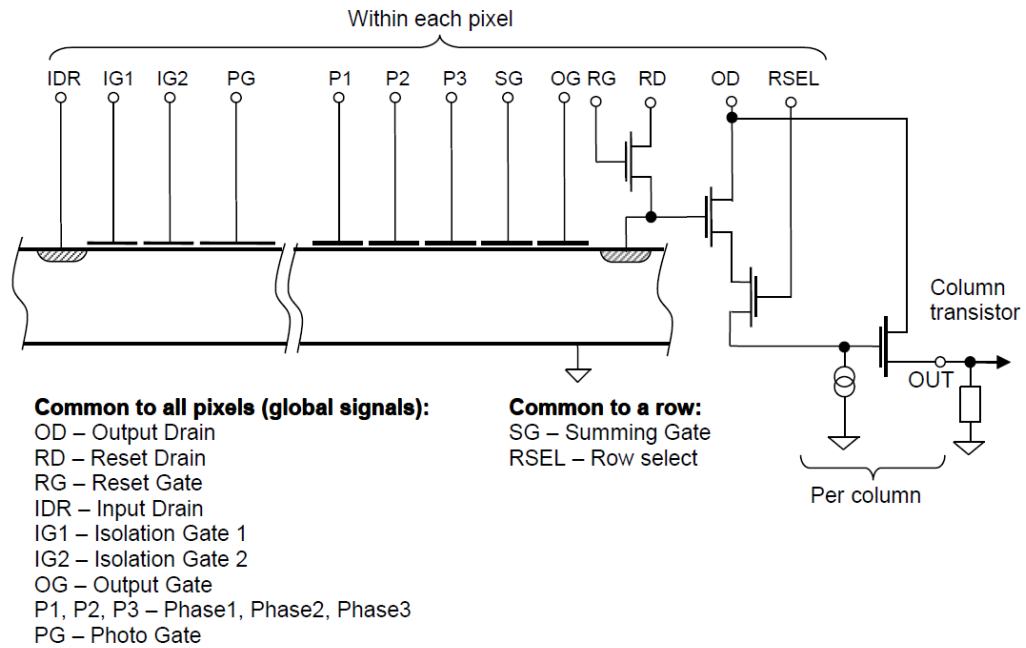 Within each pixel
IDR IG1 IG2 PG P1 P2 P3 SG OG RG RD OD RSEL
Column
transistor
OUT
Per column
Common to all pixels (global signals):
OD – Output Drain
RD – Reset Drain
RG – Reset Gate
IDR – Input Drain
IG1 – Isolation Gate 1
IG2 – Isolation Gate 2
OG – Output Gate
P1, P2, P3 – Phase1, Phase2, Phase3
PG – Photo Gate
Common to a row:
SG – Summing Gate
RSEL – Row select